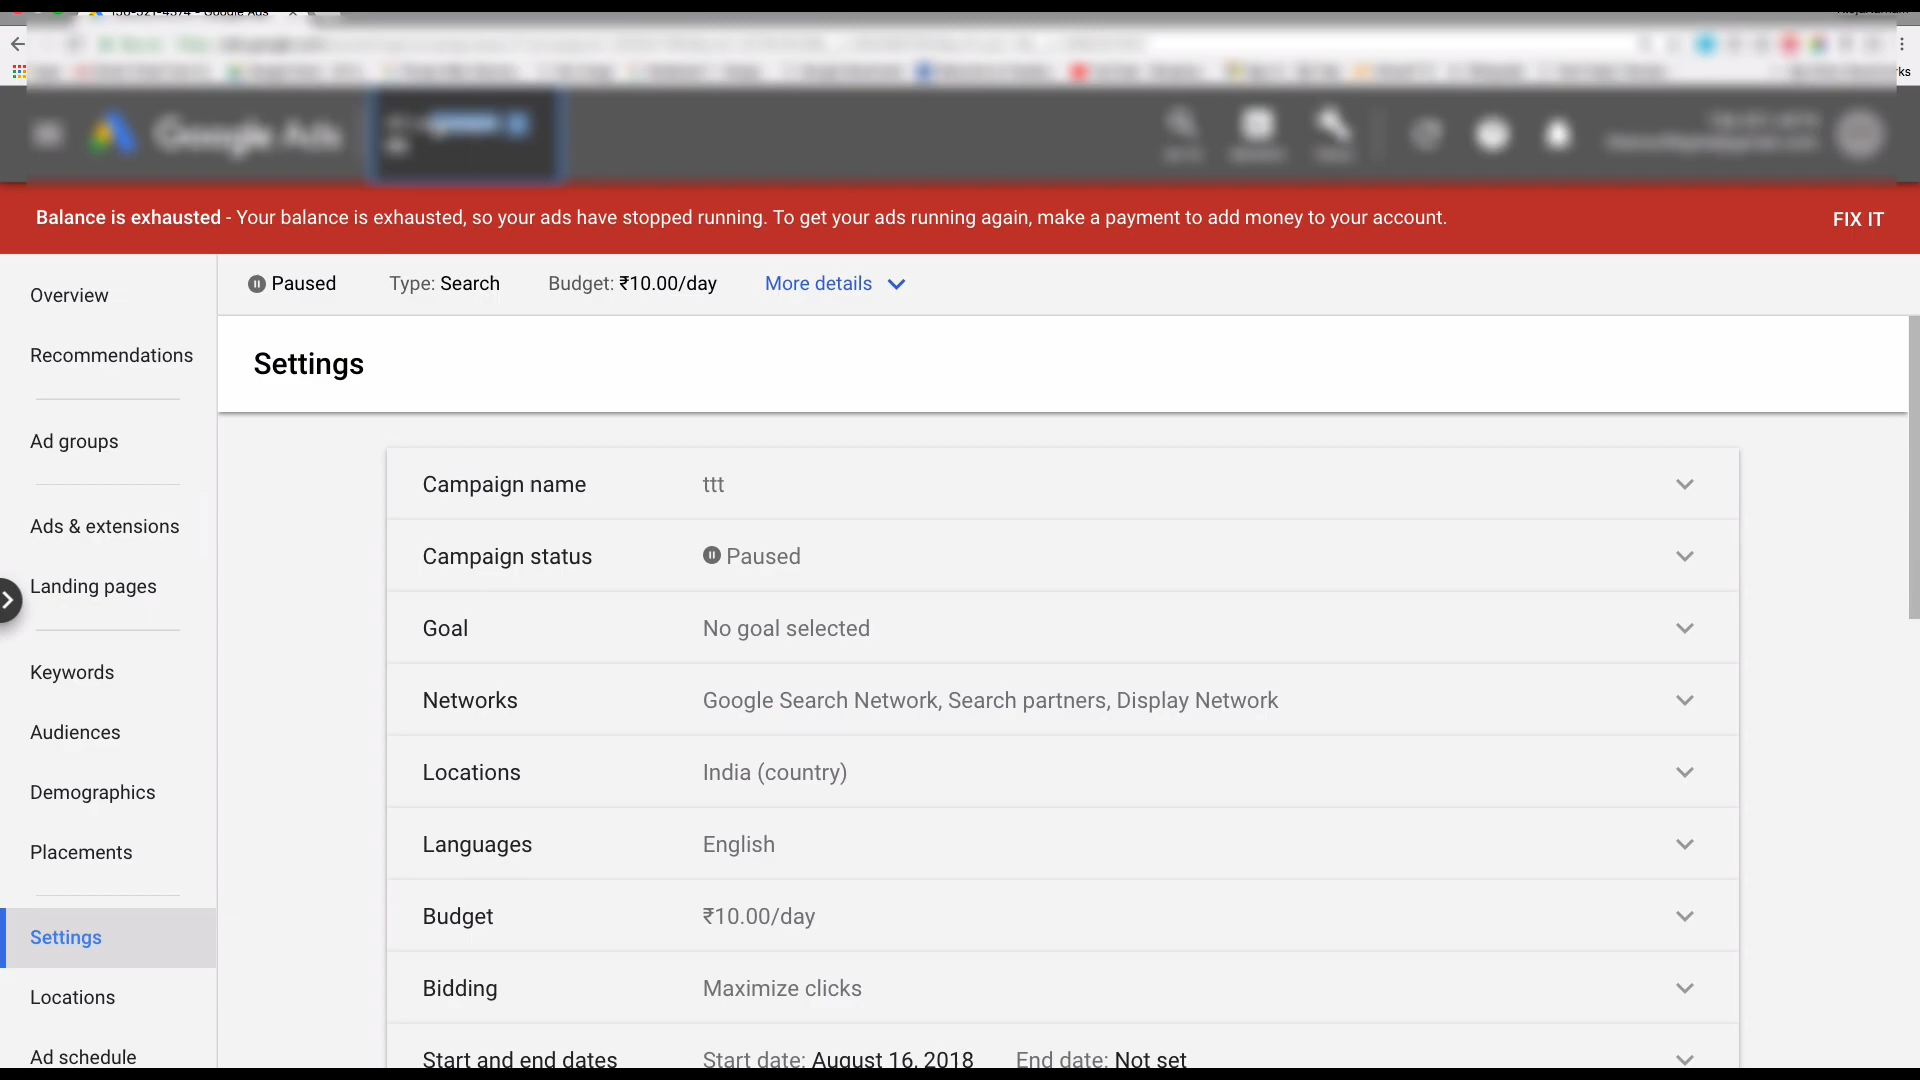 Google Ads
Balance is exhausted - Your balance is exhausted, so your ads have stopped running. To get your ads running again, make a payment to add money to your account.
FIX IT
Overview
Recommendations
Ad groups
Ads & extensions
Landing pages
Keywords
Audiences
Demographics
Placements
Settings
Locations
Ad schedule
Paused
Type: Search
Budget: ₹10.00/day
More details
Settings
Campaign name ttt
Campaign status Paused
Goal No goal selected
Networks Google Search Network, Search partners, Display Network
Locations India (country)
Languages English
Budget ₹10.00/day
Bidding Maximize clicks
Start and end dates Start date: August 16, 2018 End date: Not set